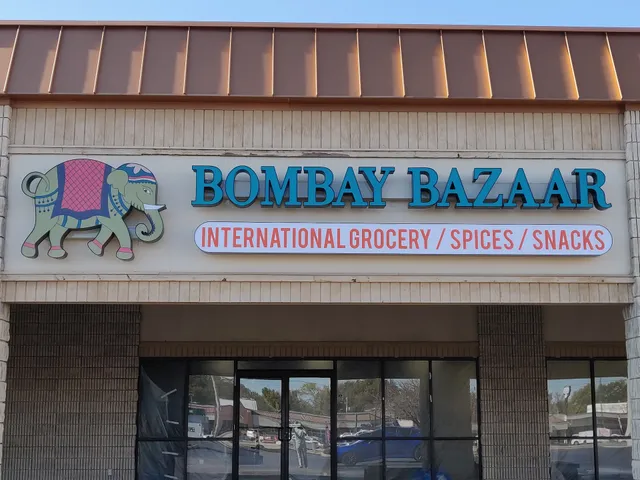 BOMBAY BAZAAR
INTERNATIONAL GROCERY / SPICES / SNACKS